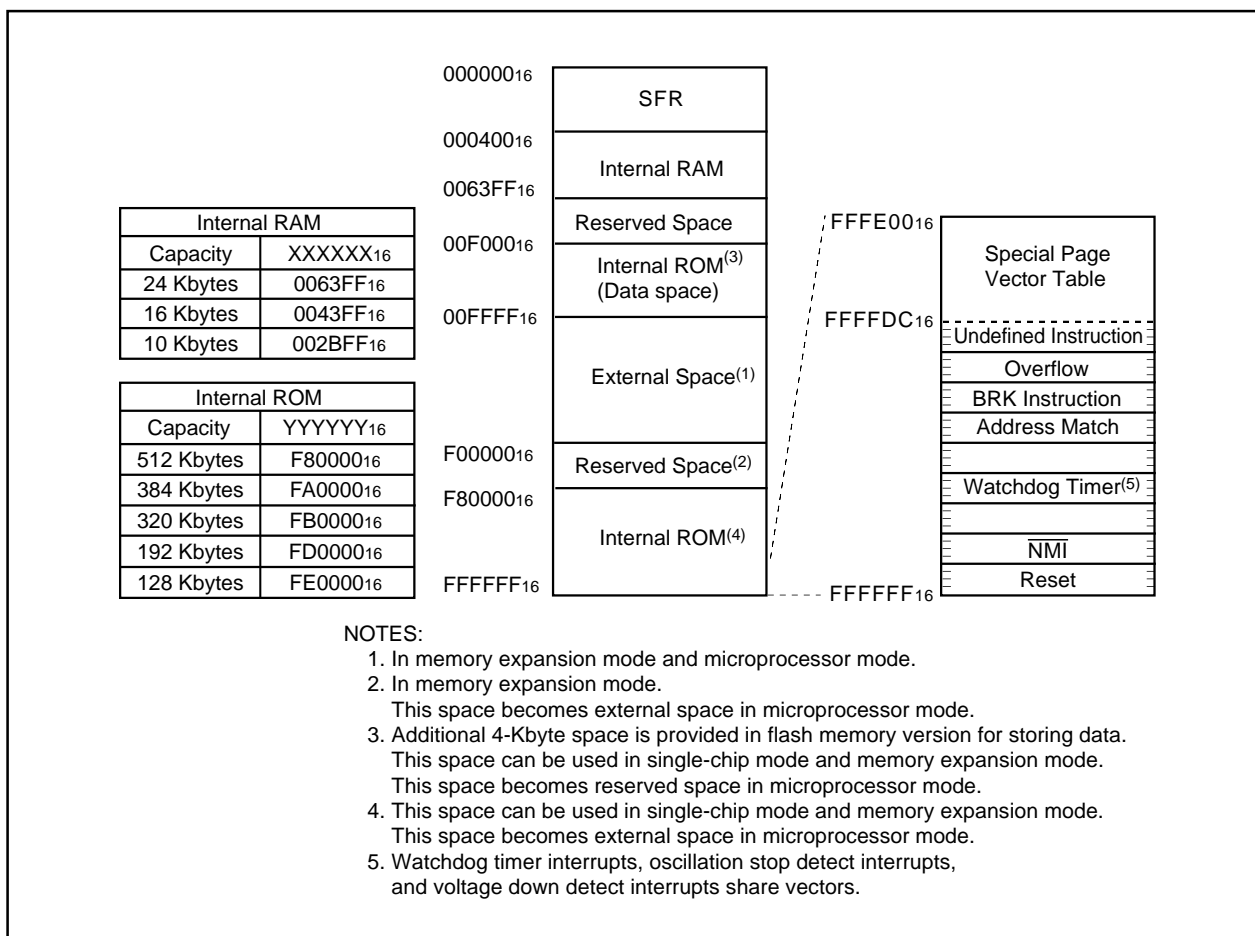 00000016
SFR
00040016
Internal RAM
0063FF16
Reserved Space
00F00016
Internal ROM(3)
(Data space)
00FFFF16
External Space(1)
F0000016
Reserved Space(2)
F8000016
Internal ROM(4)
FFFFFF16
Internal RAM
Capacity XXXXXX16
24 Kbytes 0063FF16
16 Kbytes 0043FF16
10 Kbytes 002BFF16
Internal ROM
Capacity YYYYYY16
512 Kbytes F8000016
384 Kbytes FA000016
320 Kbytes FB000016
192 Kbytes FD000016
128 Kbytes FE000016
FFFE0016
Special Page
Vector Table
FFFFDC16
Undefined Instruction
Overflow
BRK Instruction
Address Match
Watchdog Timer(5)
NMI
Reset
FFFFFF16
NOTES:
1. In memory expansion mode and microprocessor mode.
2. In memory expansion mode.
This space becomes external space in microprocessor mode.
3. Additional 4-Kbyte space is provided in flash memory version for storing data.
This space can be used in single-chip mode and memory expansion mode.
This space becomes reserved space in microprocessor mode.
4. This space can be used in single-chip mode and memory expansion mode.
This space becomes external space in microprocessor mode.
5. Watchdog timer interrupts, oscillation stop detect interrupts,
and voltage down detect interrupts share vectors.